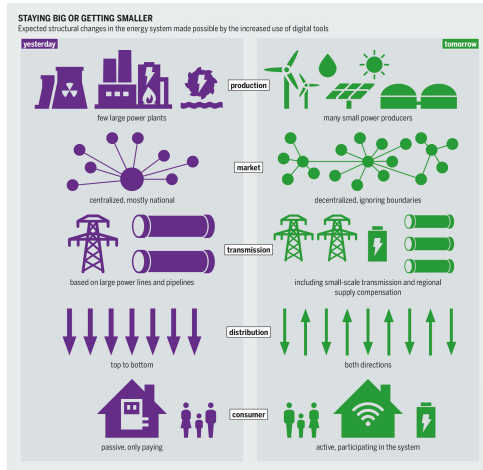 STAYING BIG OR GETTING SMALLER
Expected structural changes in the energy system made possible by the increased use of digital tools
yesterday
tomorrow
production
few large power plants
many small power producers
market
centralized, mostly national
decentralized, ignoring boundaries
transmission
based on large power lines and pipelines
including small-scale transmission and regional
supply compensation
distribution
top to bottom
both directions
consumer
passive, only paying
active, participating in the system